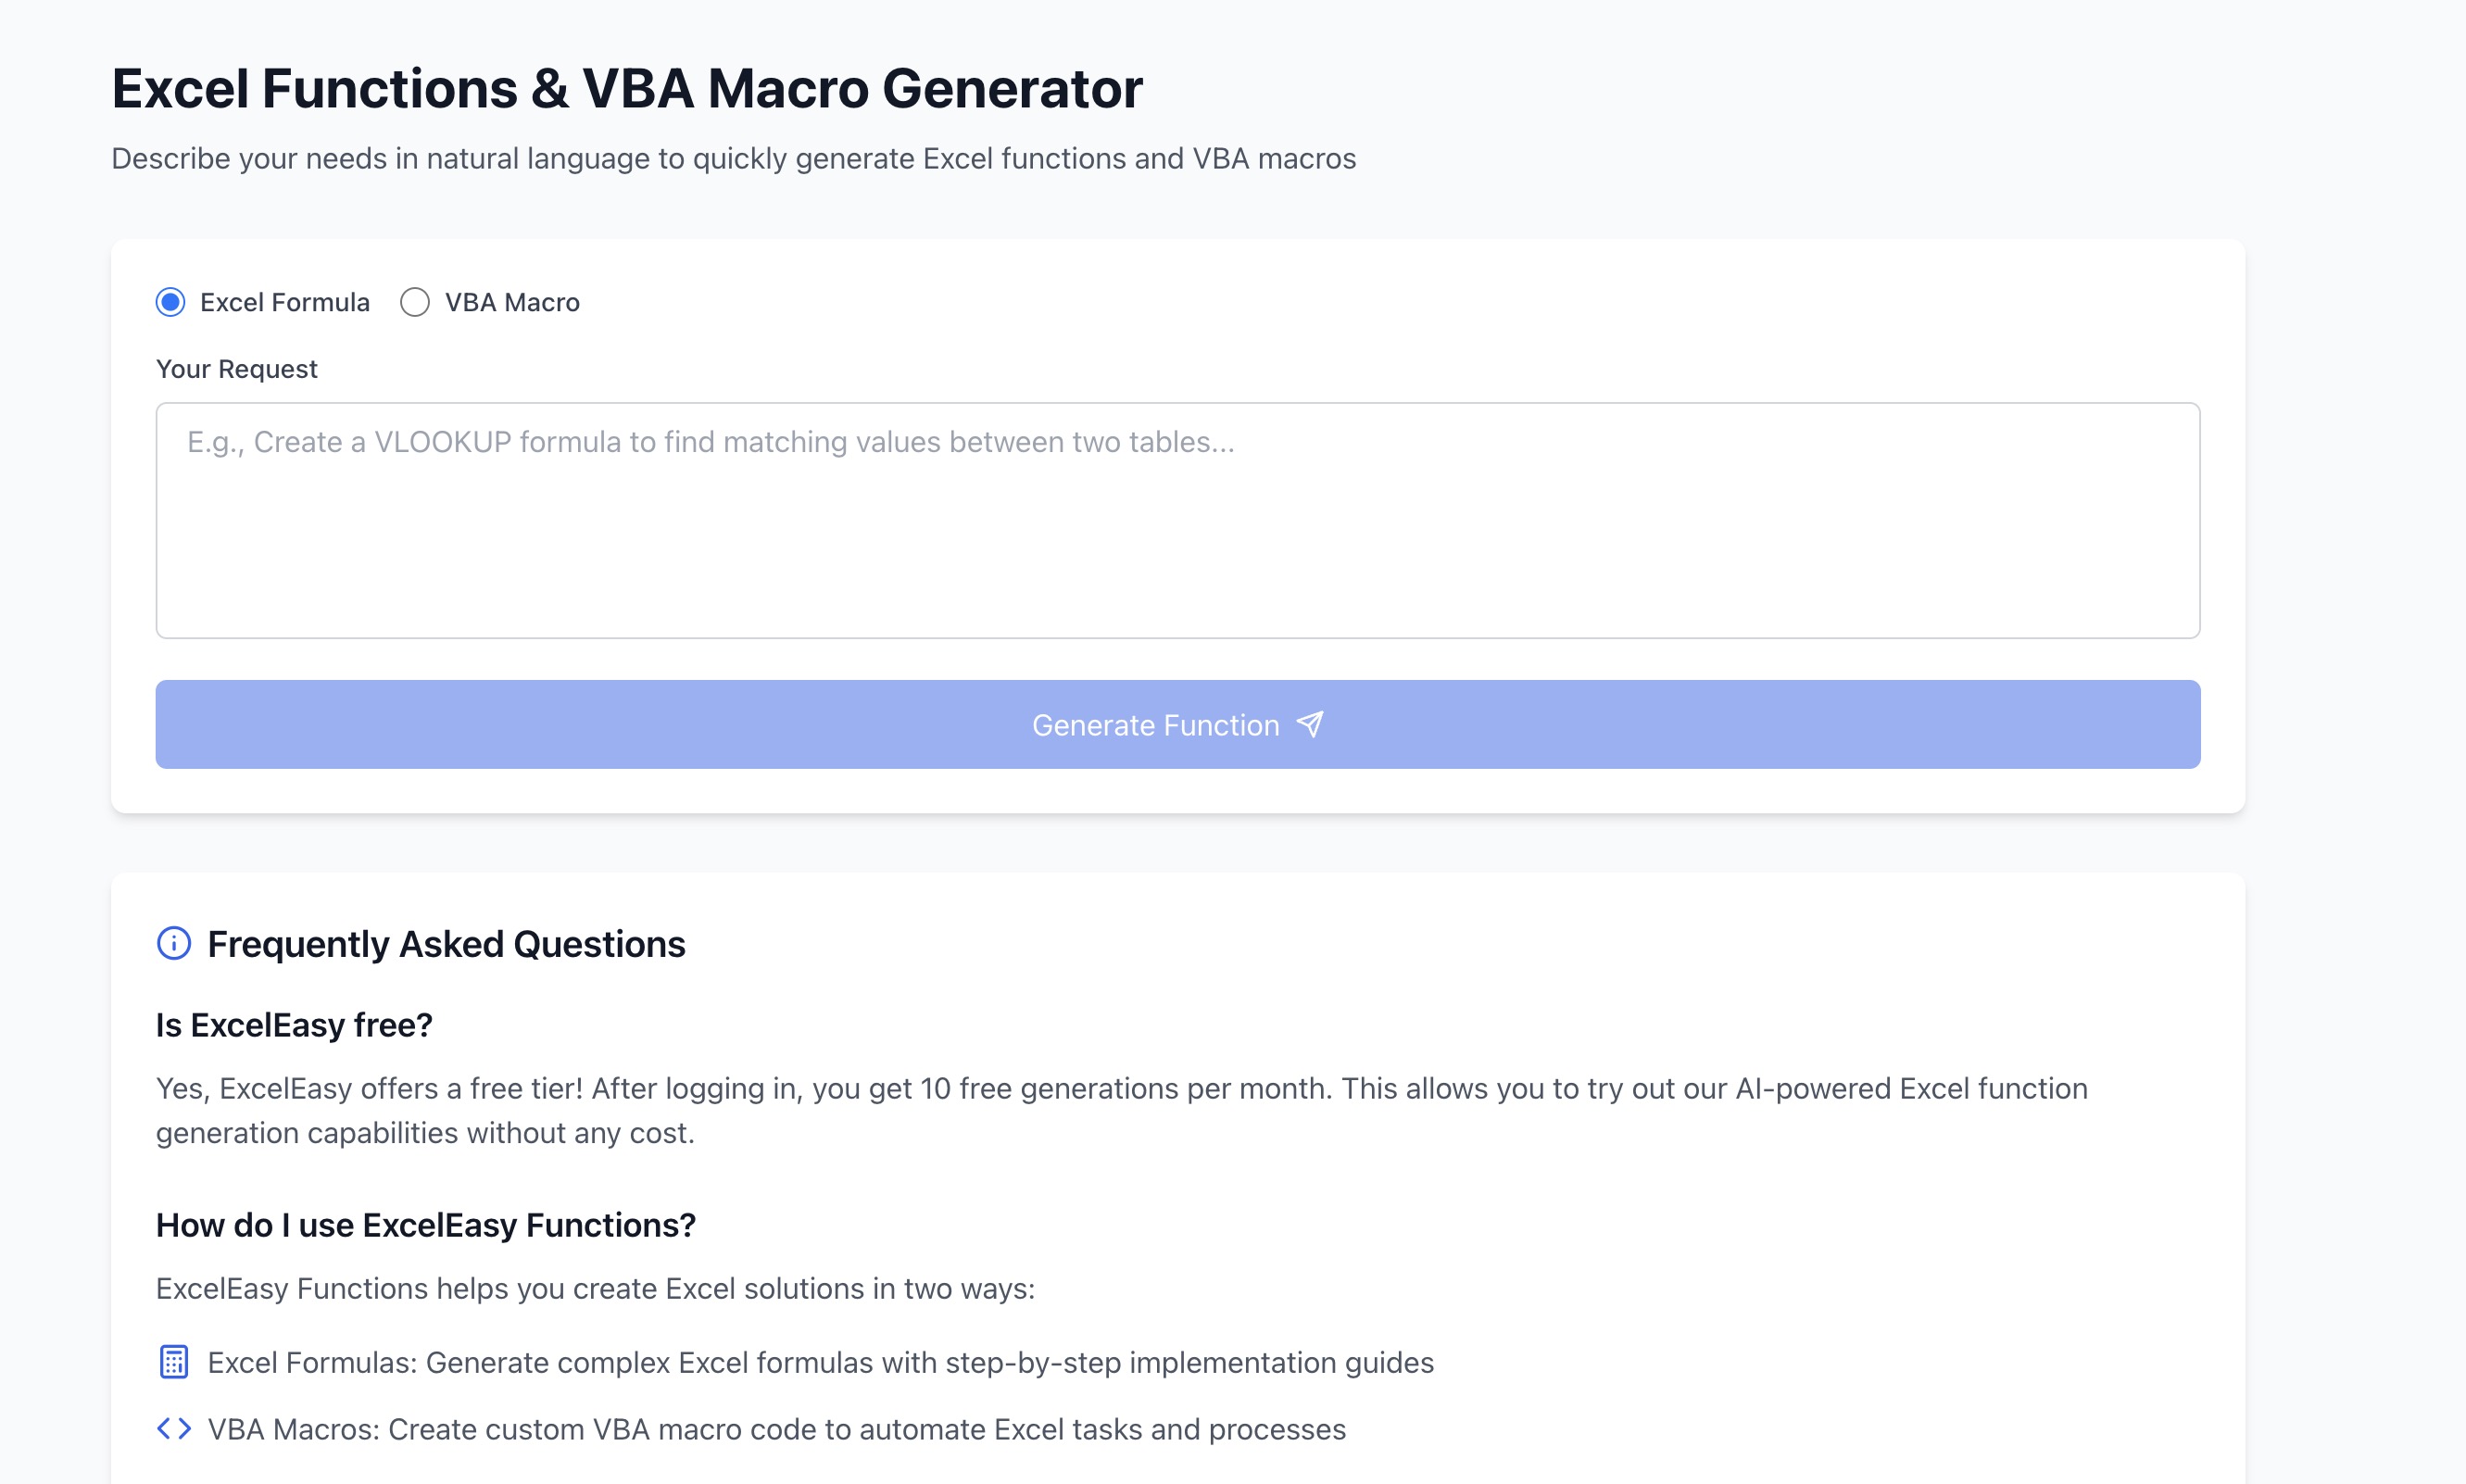 Excel Functions & VBA Macro Generator
Describe your needs in natural language to quickly generate Excel functions and VBA macros
Excel Formula VBA Macro
Your Request
E.g., Create a VLOOKUP formula to find matching values between two tables...
Generate Function
Frequently Asked Questions
Is ExcelEasy free?
Yes, ExcelEasy offers a free tier! After logging in, you get 10 free generations per month. This allows you to try out our AI-powered Excel function
generation capabilities without any cost.
How do I use ExcelEasy Functions?
ExcelEasy Functions helps you create Excel solutions in two ways:
Excel Formulas: Generate complex Excel formulas with step-by-step implementation guides
VBA Macros: Create custom VBA macro code to automate Excel tasks and processes